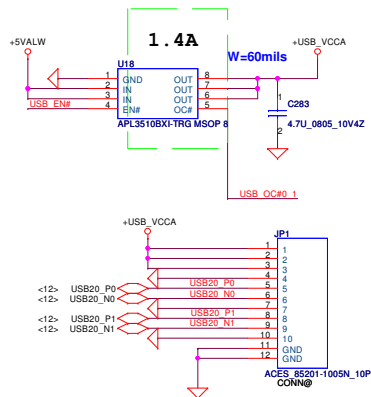 1.4A
+5VALW
W=60mils
+USB_VCCA
U18
1 GND OUT 8
2 IN OUT 7
3 IN OUT 6
USB_EN# 4 EN# OC# 5
APL3510BXI-TRG MSOP 8
1
C283
4.7U_0805_10V4Z
2
USB_OC#0_1
+USB_VCCA
JP1
1 1
2 2
3 3
4 4
<12> USB20_P0 USB20_P0 5 5
<12> USB20_N0 USB20_N0 6 6
7 7
<12> USB20_P1 USB20_P1 8 8
<12> USB20_N1 USB20_N1 9 9
10 10
11 GND
12 GND
ACES_85201-1005N_10P
CONN@